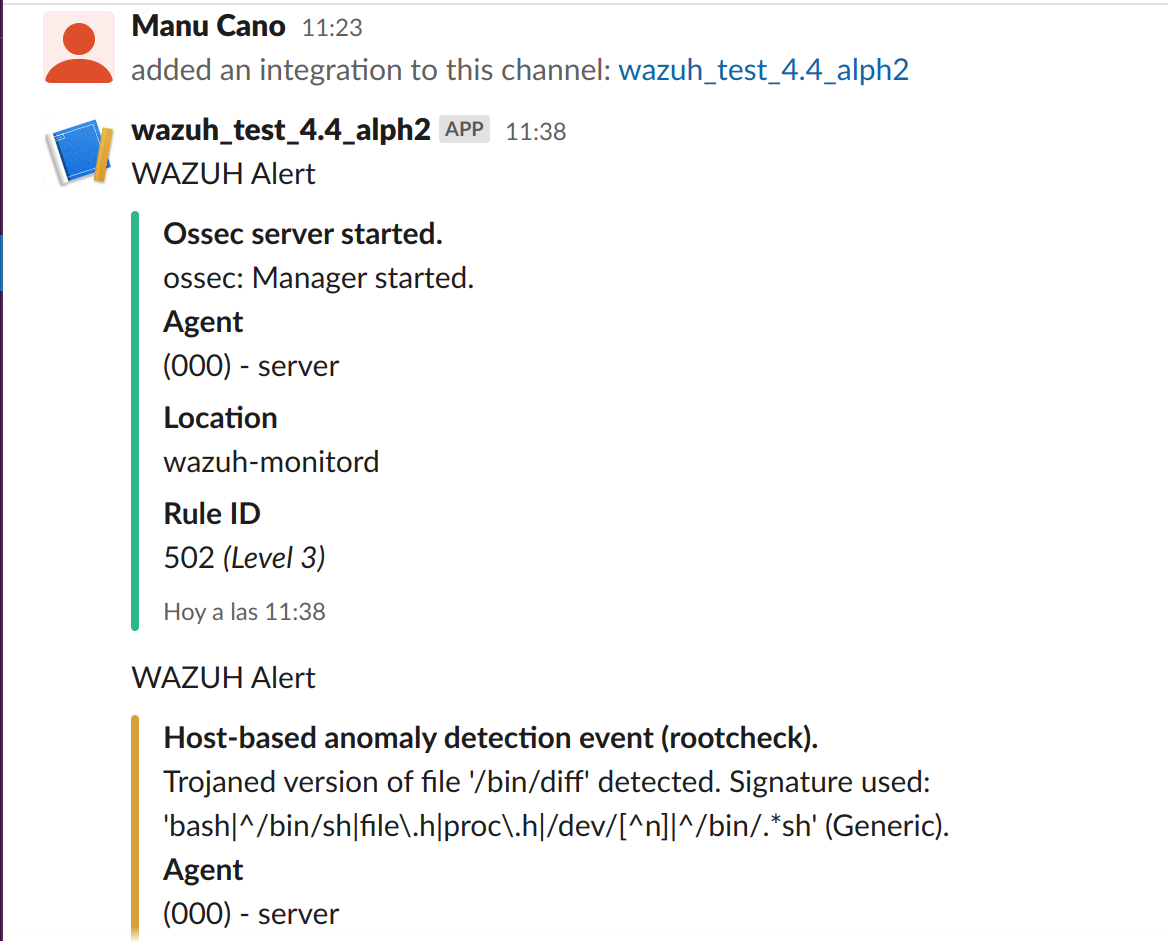 Manu Cano 11:23
added an integration to this channel: wazuh_test_4.4_alph2
wazuh_test_4.4_alph2 APP 11:38
WAZUH Alert
Ossec server started.
ossec: Manager started.
Agent
(000) - server
Location
wazuh-monitord
Rule ID
502 (Level 3)
Hoy a las 11:38
WAZUH Alert
Host-based anomaly detection event (rootcheck).
Trojaned version of file '/bin/diff' detected. Signature used:
'bash|^/bin/sh|file\.h|proc\.h|/dev/[^n]|^/bin/.*sh' (Generic).
Agent
(000) - server